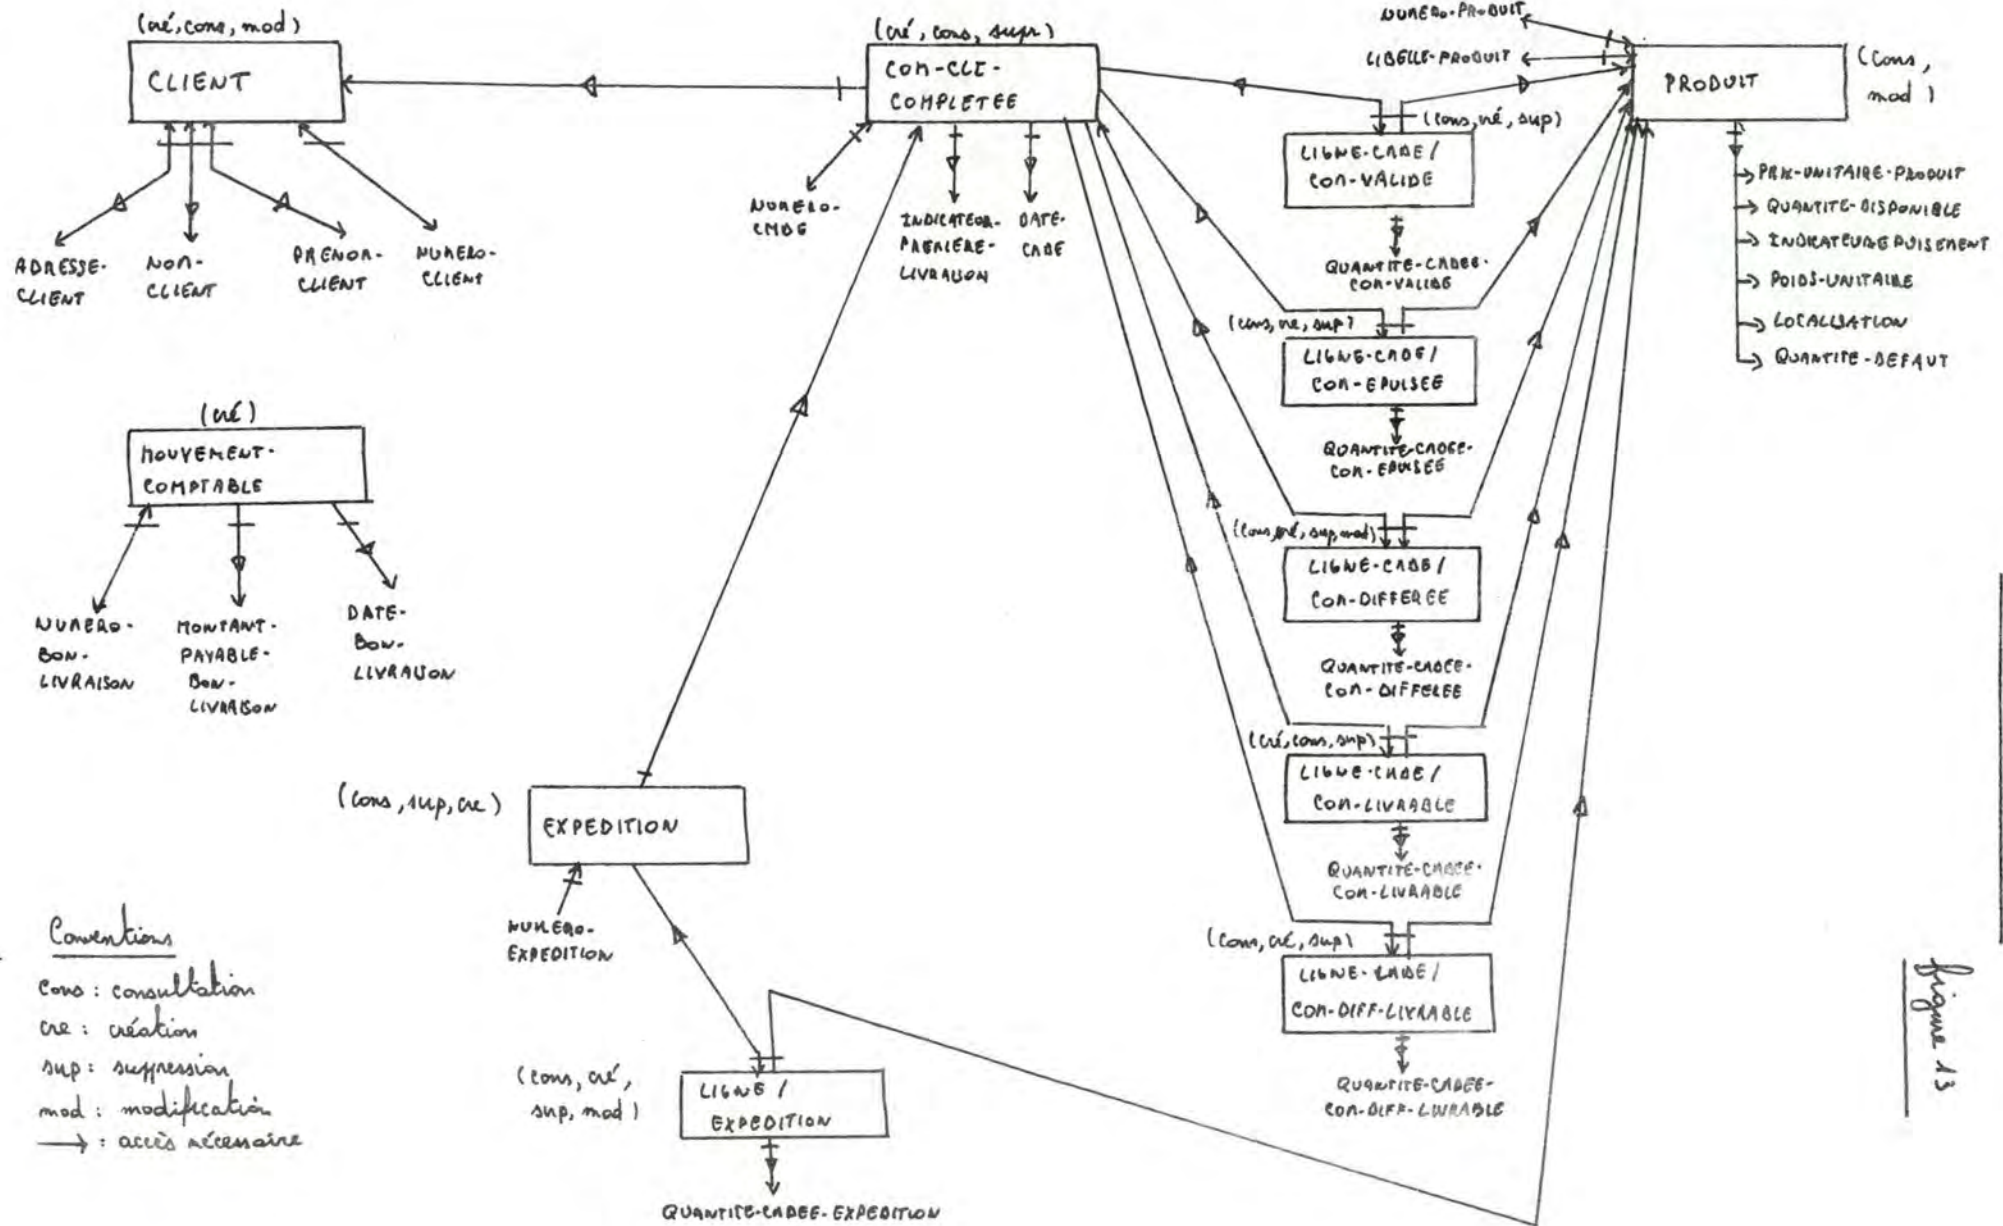 (cré, cons, mod)
CLIENT
ADRESSE-
CLIENT
NOM-
CLIENT
PRENOM-
CLIENT
NUMERO-
CLIENT
(cré, cons, supr)
COM-CLI-
COMPLETEE
NUMERO-
CMDE
INDICATEUR-
PREMIERE-
LIVRAISON
DATE-
CMDE
NUMERO-PRODUIT
LIBELLE-PRODUIT
PRODUIT
(cons,
mod)
PRIX-UNITAIRE-PRODUIT
QUANTITE-DISPONIBLE
INDICATEUR EPUISEMENT
POIDS-UNITAIRE
LOCALISATION
QUANTITE-DEFAUT
(cons, cré, sup)
LIGNE-CMDE/
COM-VALIDE
QUANTITE-CMDEE-
COM-VALIDE
(cons, cré, sup)
LIGNE-CMDE/
COM-EPUISEE
QUANTITE-CMDEE-
COM-EPUISEE
(cons, cré, sup, mod)
LIGNE-CMDE/
COM-DIFFEREE
QUANTITE-CMDEE-
COM-DIFFEREE
(cré, cons, sup)
LIGNE-CMDE/
COM-LIVRABLE
QUANTITE-CMDEE-
COM-LIVRABLE
(cons, cré, sup)
LIGNE-CMDE/
COM-DIFF-LIVRABLE
QUANTITE-CMDEE-
COM-DIFF-LIVRABLE
(cré)
MOUVEMENT-
COMPTABLE
NUMERO-
BON-
LIVRAISON
MONTANT-
PAYABLE-
BON-
LIVRAISON
DATE-
BON-
LIVRAISON
(cons, sup, cre)
EXPEDITION
NUMERO-
EXPEDITION
(cons, cré,
sup, mod)
LIGNE/
EXPEDITION
QUANTITE-CMDEE-EXPEDITION
Conventions
cons : consultation
cre : création
sup : suppression
mod : modification
→ : accès nécessaire
figure 13